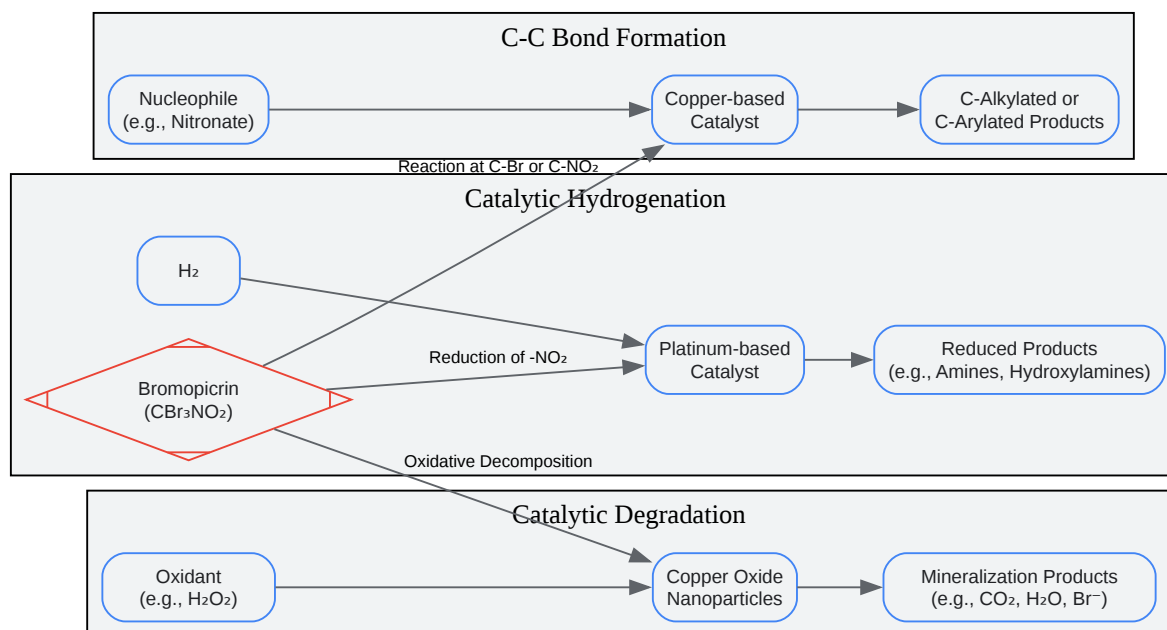 C-C Bond Formation
Nucleophile
(e.g., Nitronate)
Copper-based
Catalyst
C-Alkylated or
C-Arylated Products
Reaction at C-Br or C-NO₂
Catalytic Hydrogenation
H₂
Reduction of -NO₂
Platinum-based
Catalyst
Reduced Products
(e.g., Amines, Hydroxylamines)
Bromopicrin
(CBr₃NO₂)
Oxidative Decomposition
Catalytic Degradation
Oxidant
(e.g., H₂O₂)
Copper Oxide
Nanoparticles
Mineralization Products
(e.g., CO₂, H₂O, Br⁻)